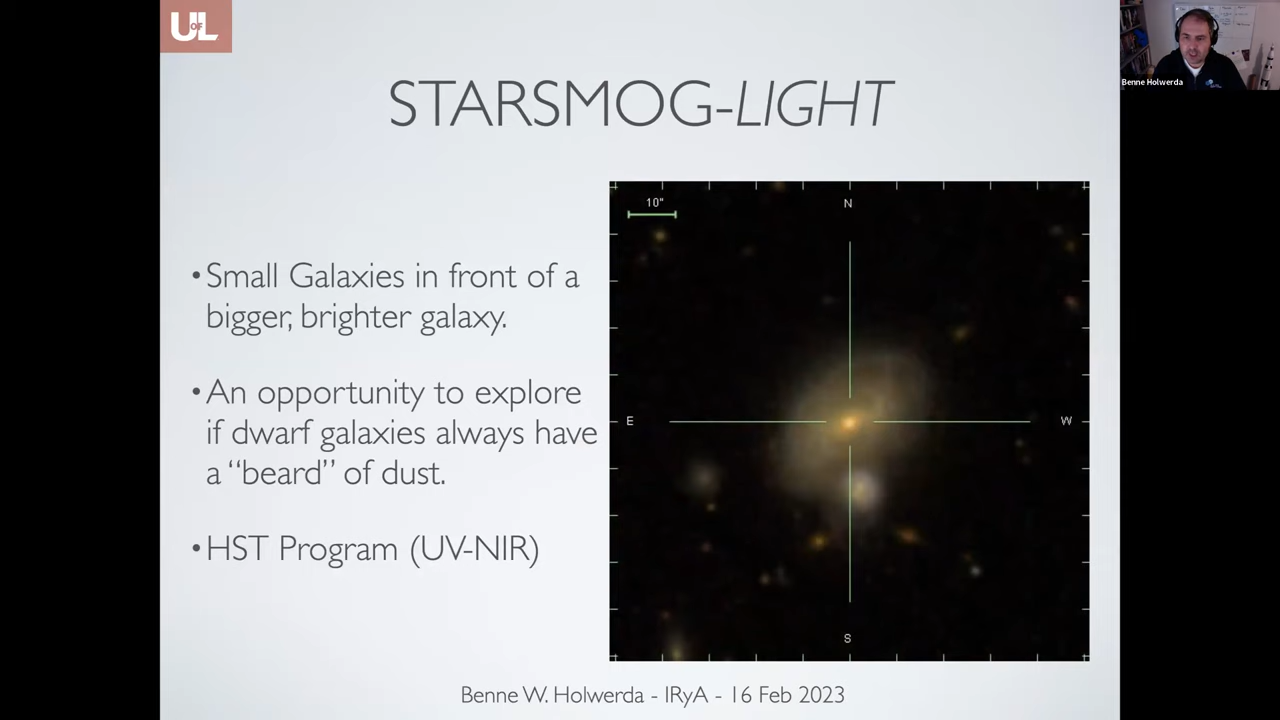 UofL
Benne Holwerda
STARSMOG-LIGHT
•Small Galaxies in front of a
bigger, brighter galaxy.
•An opportunity to explore
if dwarf galaxies always have
a “beard” of dust.
•HST Program (UV-NIR)
10"
N
E
W
S
Benne W. Holwerda - IRyA - 16 Feb 2023